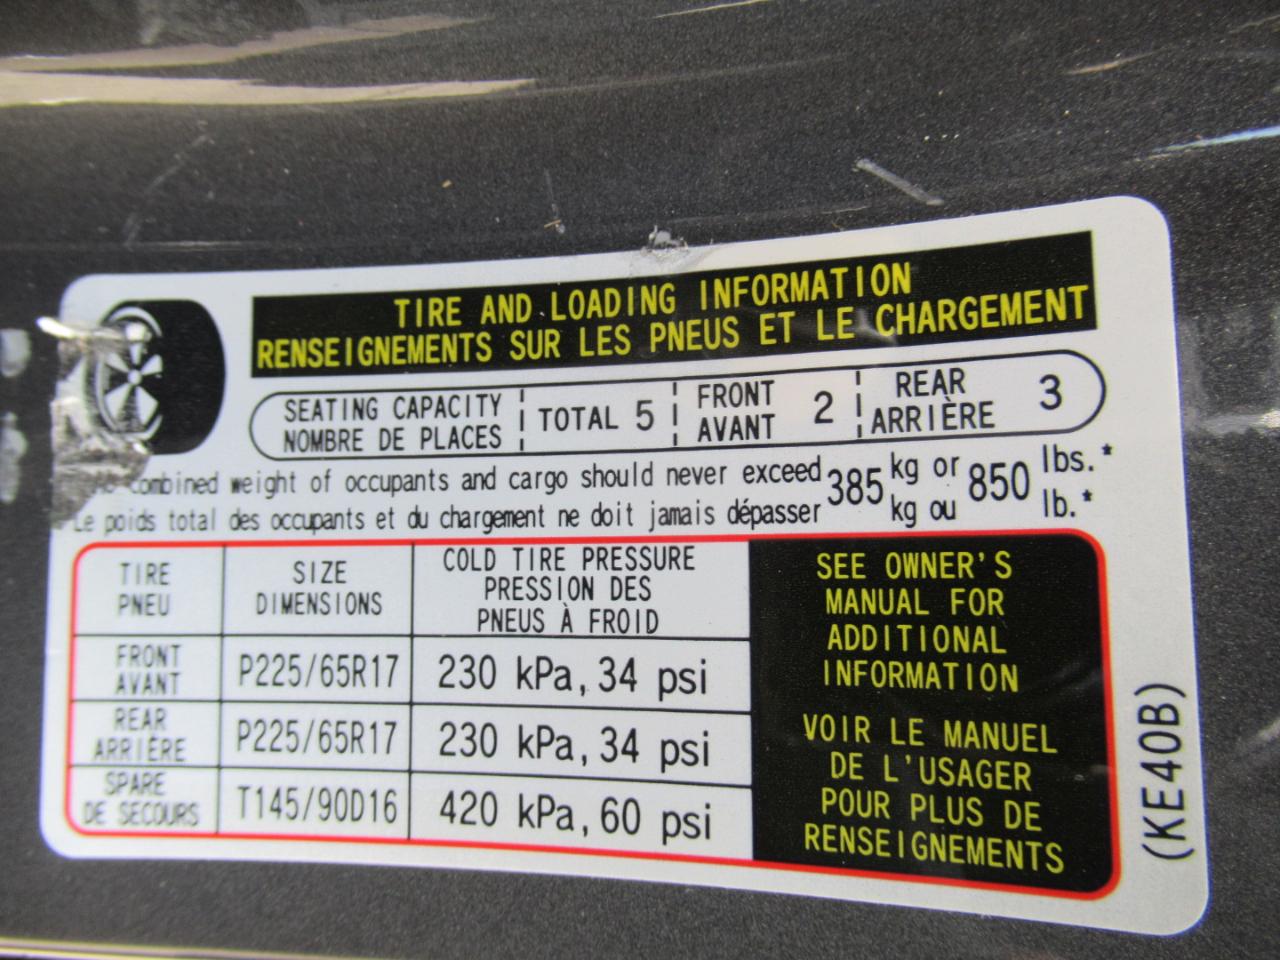 TIRE AND LOADING INFORMATION
RENSEIGNEMENTS SUR LES PNEUS ET LE CHARGEMENT
SEATING CAPACITY TOTAL 5 FRONT 2 REAR 3
NOMBRE DE PLACES AVANT ARRIÈRE
combined weight of occupants and cargo should never exceed 385 kg or 850 lbs.*
Le poids total des occupants et du chargement ne doit jamais dépasser kg ou lb.*
TIRE SIZE COLD TIRE PRESSURE
PNEU DIMENSIONS PRESSION DES
PNEUS À FROID
FRONT P225/65R17 230 kPa, 34 psi
AVANT
REAR P225/65R17 230 kPa, 34 psi
ARRIÈRE
SPARE T145/90D16 420 kPa, 60 psi
DE SECOURS
SEE OWNER'S
MANUAL FOR
ADDITIONAL
INFORMATION
VOIR LE MANUEL
DE L'USAGER
POUR PLUS DE
RENSEIGNEMENTS
(KE40B)